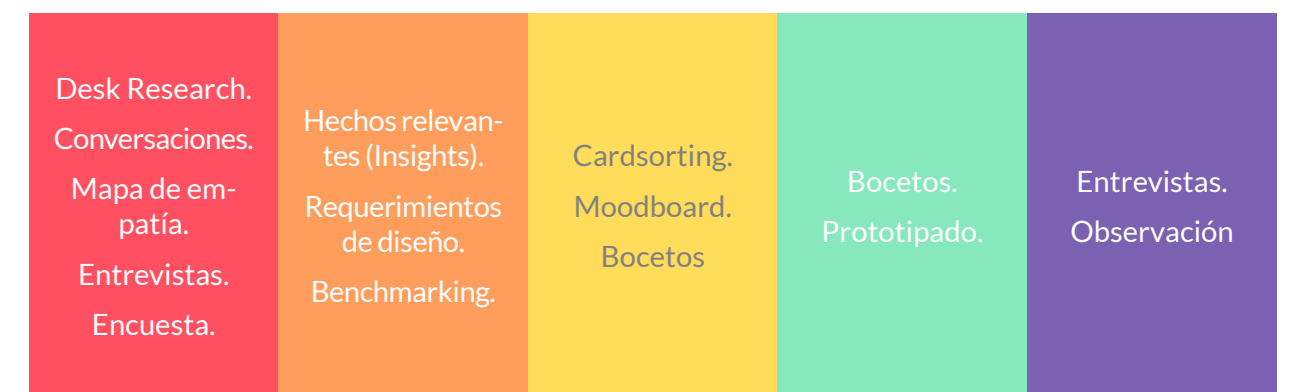 Desk Research.
Conversaciones.
Mapa de em-
patía.
Entrevistas.
Encuesta.
Hechos relevan-
tes (Insights).
Requerimientos
de diseño.
Benchmarking.
Cardsorting.
Moodboard.
Bocetos
Bocetos.
Prototipado.
Entrevistas.
Observación